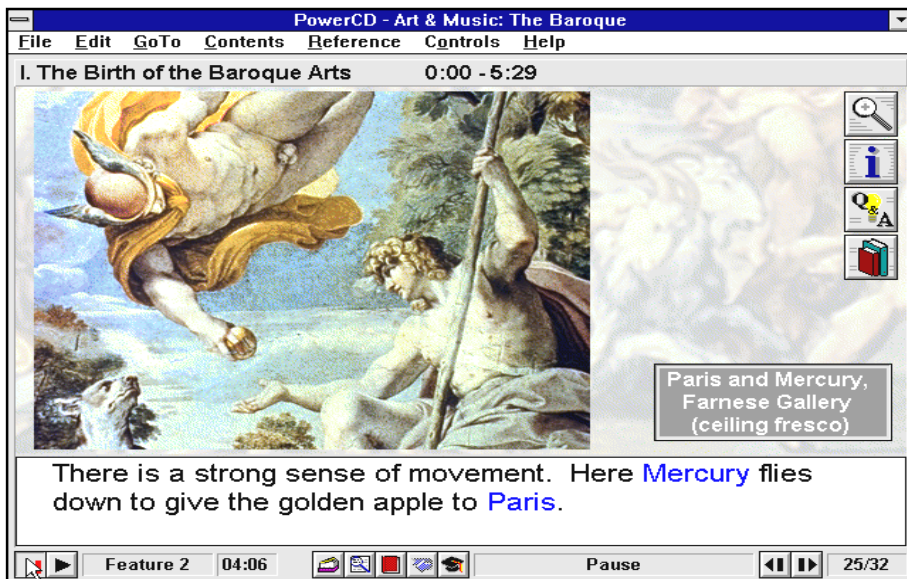 PowerCD - Art & Music: The Baroque
File Edit GoTo Contents Reference Controls Help
I. The Birth of the Baroque Arts 0:00 - 5:29
i
Q & A
Paris and Mercury,
Farnese Gallery
(ceiling fresco)
There is a strong sense of movement. Here Mercury flies
down to give the golden apple to Paris.
Feature 2 04:06 Pause 25/32